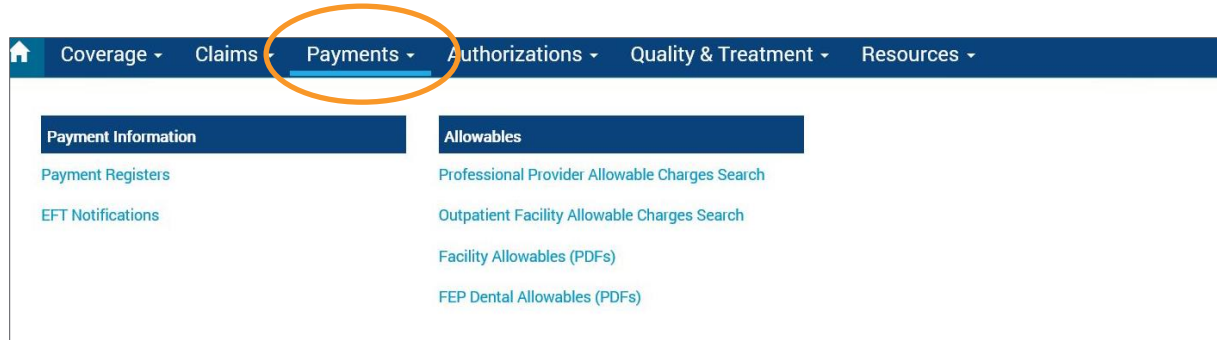 Coverage Claims Payments Authorizations Quality & Treatment Resources
Payment Information
Payment Registers
EFT Notifications
Allowables
Professional Provider Allowable Charges Search
Outpatient Facility Allowable Charges Search
Facility Allowables (PDFs)
FEP Dental Allowables (PDFs)